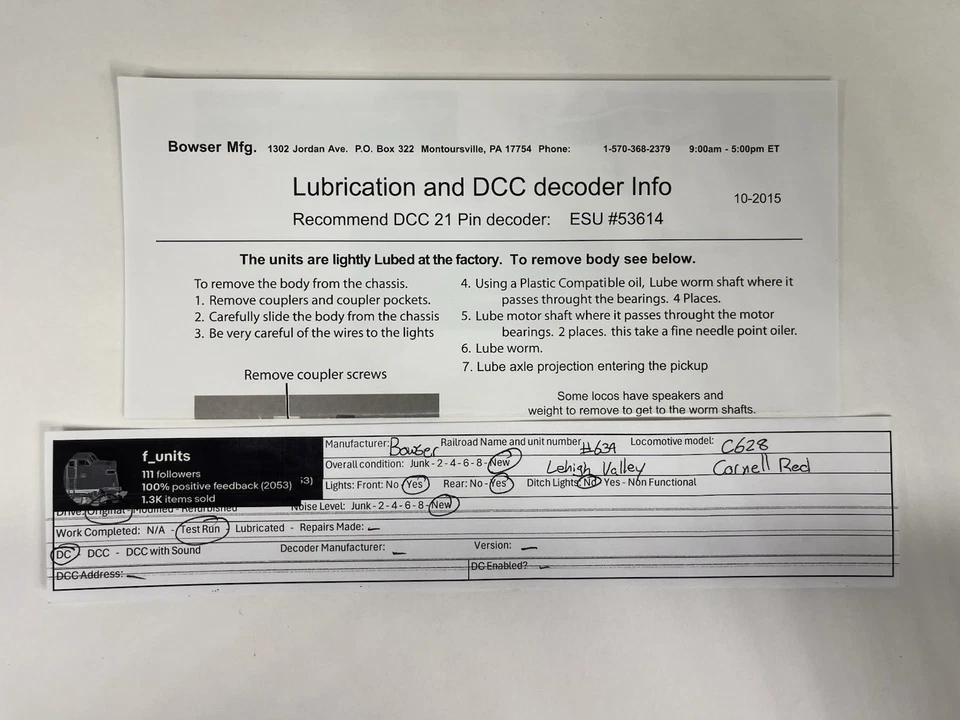 Bowser Mfg. 1302 Jordan Ave. P.O. Box 322 Montoursville, PA 17754 Phone: 1-570-368-2379 9:00am - 5:00pm ET
Lubrication and DCC decoder Info
10-2015
Recommend DCC 21 Pin decoder: ESU #53614
The units are lightly Lubed at the factory. To remove body see below.
To remove the body from the chassis.
1. Remove couplers and coupler pockets.
2. Carefully slide the body from the chassis
3. Be very careful of the wires to the lights
Remove coupler screws
4. Using a Plastic Compatible oil, Lube worm shaft where it
passes throught the bearings. 4 Places.
5. Lube motor shaft where it passes throught the motor
bearings. 2 places. this take a fine needle point oiler.
6. Lube worm.
7. Lube axle projection entering the pickup
Some locos have speakers and
weight to remove to get to the worm shafts.
f_units
111 followers
100% positive feedback (2053)
1.3K items sold
53)
Manufacturer: Bowser Railroad Name and unit number #634 Locomotive model: C628
Overall condition: Junk - 2 - 4 - 6 - 8 - New Lehigh Valley Cornell Red
Lights: Front: No Yes Rear: No - Yes Ditch Lights No Yes - Non Functional
Drive: Original - Modified - Refurbished Noise Level: Junk - 2 - 4 - 6 - 8 - New
Work Completed: N/A - Test Run - Lubricated - Repairs Made: —
DC DCC - DCC with Sound Decoder Manufacturer: — Version: —
DCC Address: — DC Enabled? —